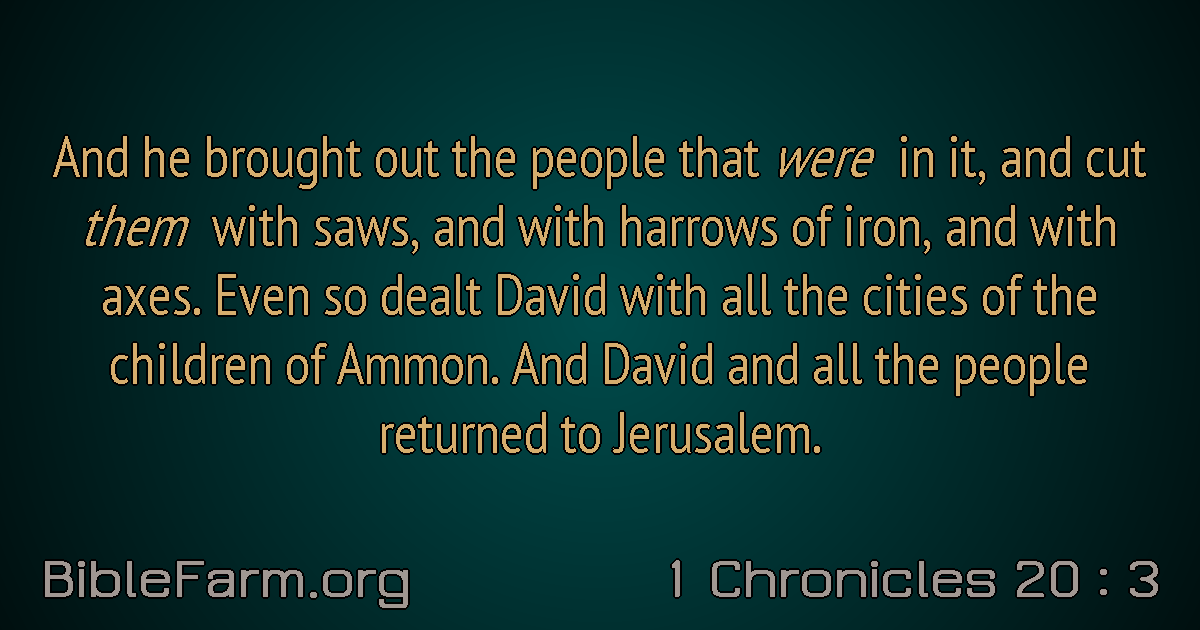 And he brought out the people that were in it, and cut
them with saws, and with harrows of iron, and with
axes. Even so dealt David with all the cities of the
children of Ammon. And David and all the people
returned to Jerusalem.
BibleFarm.org
1 Chronicles 20 : 3